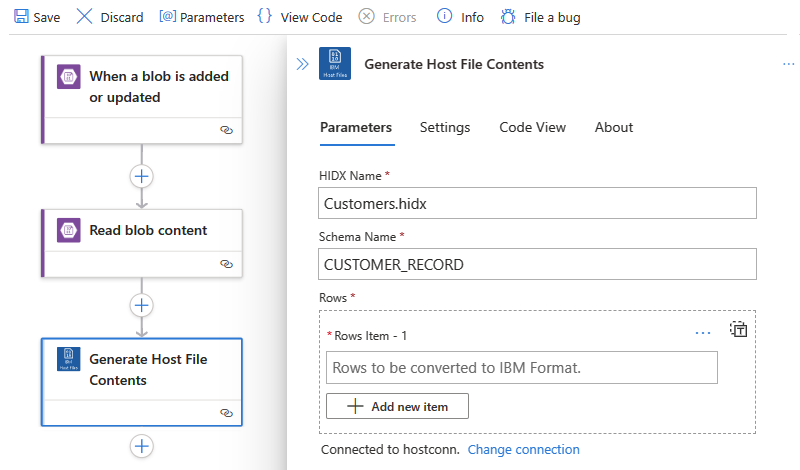 Save Discard [@] Parameters {} View Code Errors Info File a bug
When a blob is added
or updated
Read blob content
Generate Host File
Contents
IBM
Host Files
Generate Host File Contents
Parameters Settings Code View About
HIDX Name *
Customers.hidx
Schema Name *
CUSTOMER_RECORD
Rows *
* Rows Item - 1
Rows to be converted to IBM Format.
Add new item
Connected to hostconn. Change connection